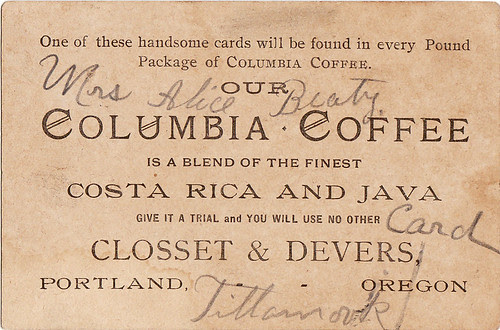 One of these handsome cards will be found in every Pound
Package of COLUMBIA COFFEE.
Mrs Alice Beaty
OUR
COLUMBIA · COFFEE
IS A BLEND OF THE FINEST
COSTA RICA AND JAVA
GIVE IT A TRIAL and YOU WILL USE NO OTHER
Card
CLOSSET & DEVERS,
PORTLAND, - - OREGON
Tillamook